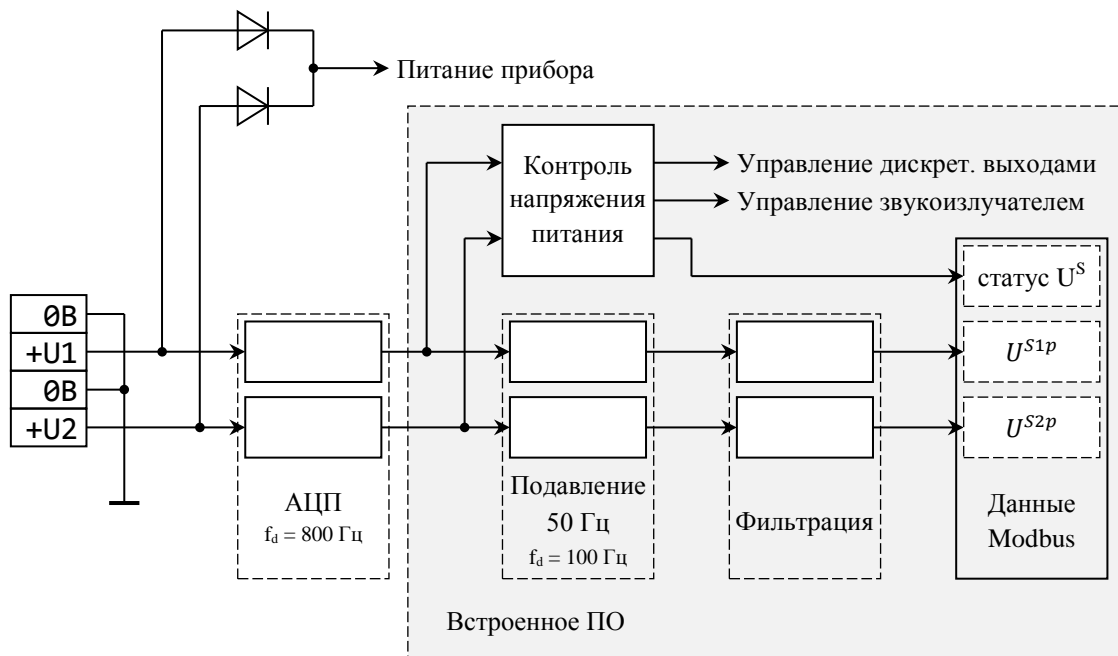 Питание прибора
Контроль
напряжения
питания
Управление дискрет. выходами
Управление звукоизлучателем
статус U^S
0В
+U1
0В
+U2
U^S1p
U^S2p
АЦП
f_d = 800 Гц
Подавление
50 Гц
f_d = 100 Гц
Фильтрация
Данные
Modbus
Встроенное ПО